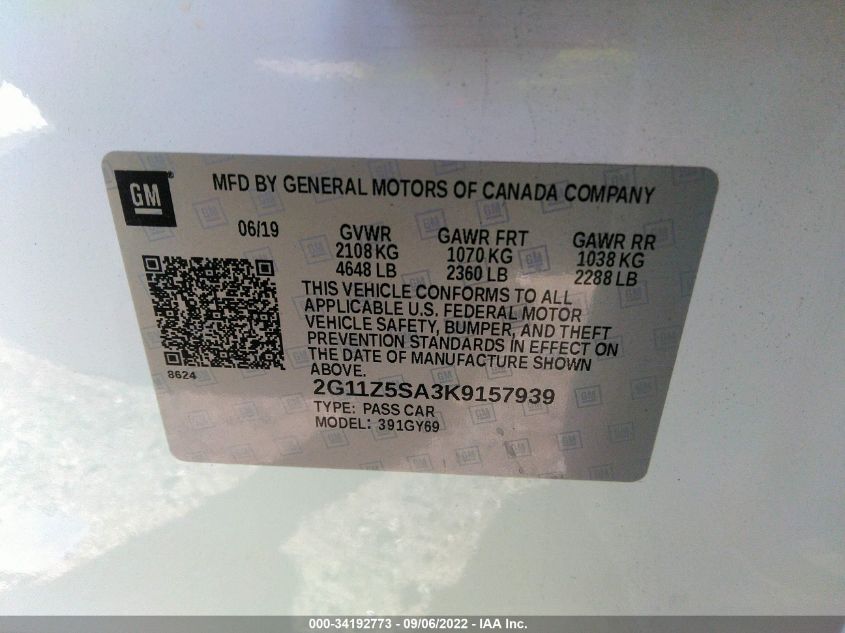 GM
MFD BY GENERAL MOTORS OF CANADA COMPANY
06/19
GVWR
2108 KG
4648 LB
GAWR FRT
1070 KG
2360 LB
GAWR RR
1038 KG
2288 LB
THIS VEHICLE CONFORMS TO ALL
APPLICABLE U.S. FEDERAL MOTOR
VEHICLE SAFETY, BUMPER, AND THEFT
PREVENTION STANDARDS IN EFFECT ON
THE DATE OF MANUFACTURE SHOWN
ABOVE.
8624
2G11Z5SA3K9157939
TYPE: PASS CAR
MODEL: 391GY69
000-34192773 - 09/06/2022 - IAA Inc.